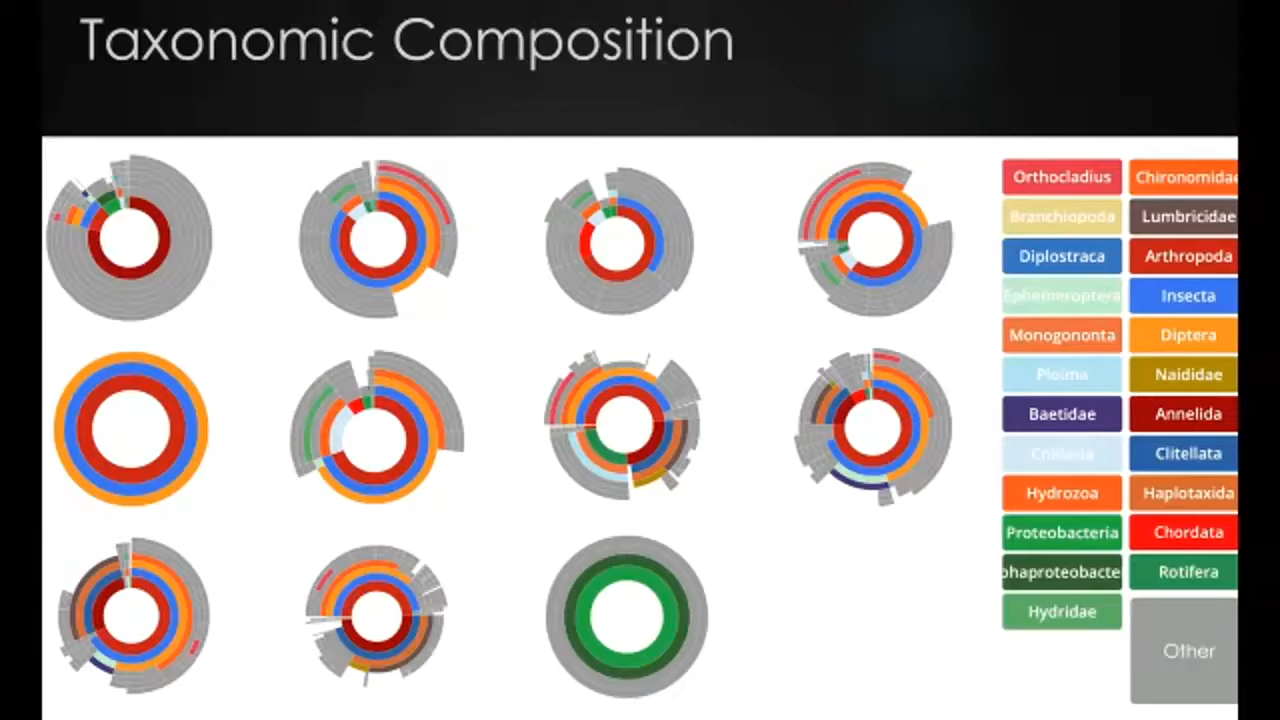 Taxonomic Composition
Orthocladius Chironomidae
Branchiopoda Lumbricidae
Diplostraca Arthropoda
Ephemeroptera Insecta
Monogononta Diptera
Ploima Naididae
Baetidae Annelida
Cnidaria Clitellata
Hydrozoa Haplotaxida
Proteobacteria Chordata
phaproteobacte Rotifera
Hydridae
Other